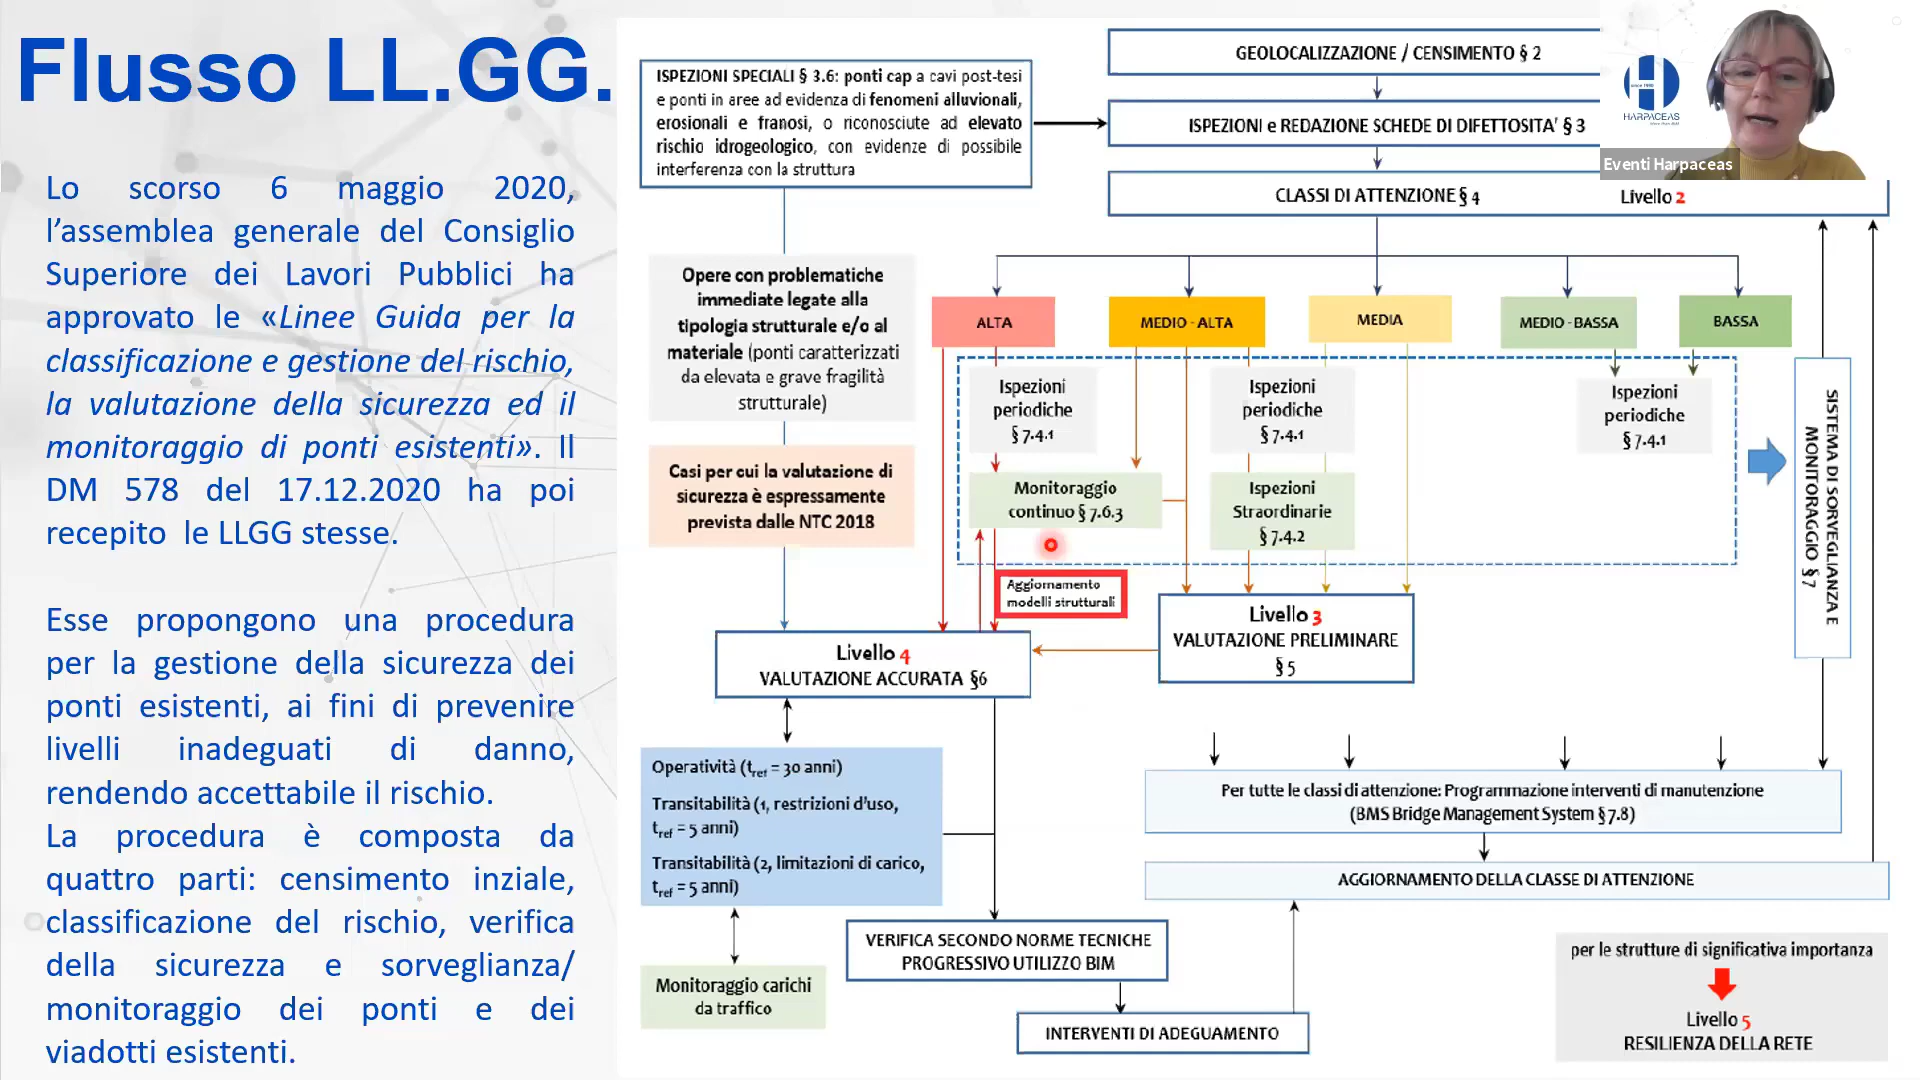 Flusso LL.GG.
Lo scorso 6 maggio 2020,
l’assemblea generale del Consiglio
Superiore dei Lavori Pubblici ha
approvato le «Linee Guida per la
classificazione e gestione del rischio,
la valutazione della sicurezza ed il
monitoraggio di ponti esistenti». Il
DM 578 del 17.12.2020 ha poi
recepito le LLGG stesse.
Esse propongono una procedura
per la gestione della sicurezza dei
ponti esistenti, ai fini di prevenire
livelli inadeguati di danno,
rendendo accettabile il rischio.
La procedura è composta da
quattro parti: censimento inziale,
classificazione del rischio, verifica
della sicurezza e sorveglianza/
monitoraggio dei ponti e dei
viadotti esistenti.
ISPEZIONI SPECIALI § 3.6: ponti cap a cavi post-tesi
e ponti in aree ad evidenza di fenomeni alluvionali,
erosionali e franosi, o riconosciute ad elevato
rischio idrogeologico, con evidenze di possibile
interferenza con la struttura
GEOLOCALIZZAZIONE / CENSIMENTO § 2
ISPEZIONI e REDAZIONE SCHEDE DI DIFETTOSITA’ § 3
CLASSI DI ATTENZIONE § 4 Livello 2
HARPACEAS
Eventi Harpaceas
Opere con problematiche
immediate legate alla
tipologia strutturale e/o al
materiale (ponti caratterizzati
da elevata e grave fragilità
strutturale)
Casi per cui la valutazione di
sicurezza è espressamente
prevista dalle NTC 2018
ALTA
MEDIO - ALTA
MEDIA
MEDIO - BASSA
BASSA
Ispezioni
periodiche
§ 7.4.1
Monitoraggio
continuo § 7.6.3
Ispezioni
periodiche
§ 7.4.1
Ispezioni
Straordinarie
§ 7.4.2
Ispezioni
periodiche
§ 7.4.1
SISTEMA DI SORVEGLIANZA E
MONITORAGGIO § 7
Aggiornamento
modelli strutturali
Livello 3
VALUTAZIONE PRELIMINARE
§ 5
Livello 4
VALUTAZIONE ACCURATA §6
Operatività (tref = 30 anni)
Transitabilità (1, restrizioni d’uso,
tref = 5 anni)
Transitabilità (2, limitazioni di carico,
tref = 5 anni)
Monitoraggio carichi
da traffico
VERIFICA SECONDO NORME TECNICHE
PROGRESSIVO UTILIZZO BIM
INTERVENTI DI ADEGUAMENTO
Per tutte le classi di attenzione: Programmazione interventi di manutenzione
(BMS Bridge Management System § 7.8)
AGGIORNAMENTO DELLA CLASSE DI ATTENZIONE
per le strutture di significativa importanza
Livello 5
RESILIENZA DELLA RETE